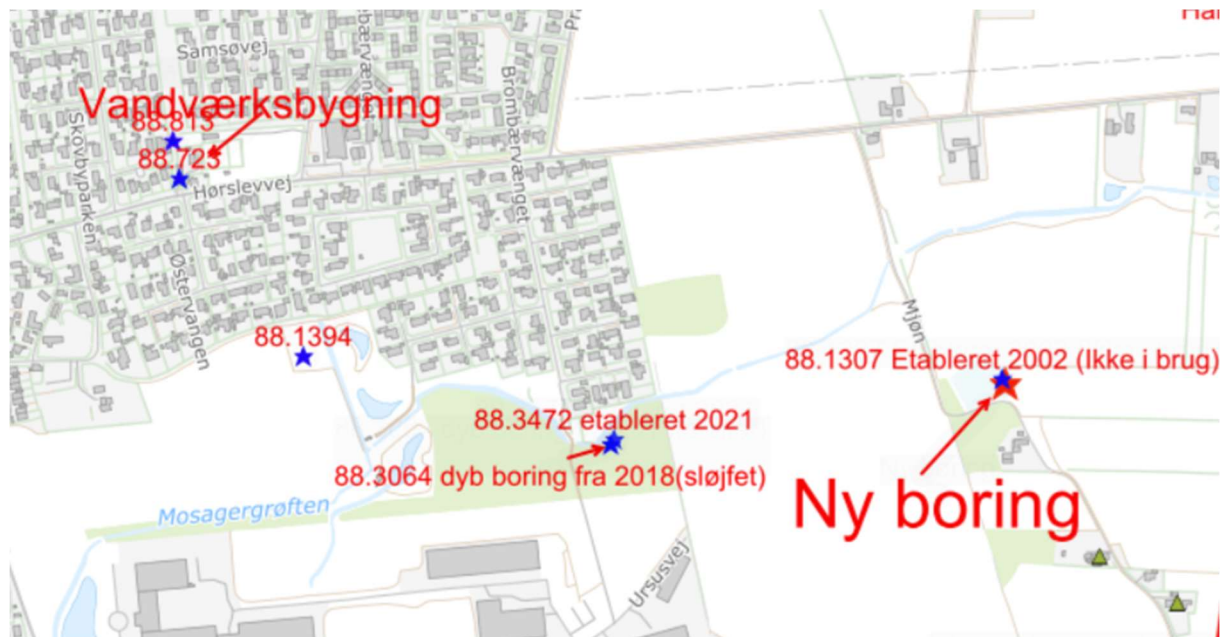 Samsøvej
Vandværksbygning
88.813
88.723
Hørslevvej
Skovbyparken
Brombærvænget
Østervangen
88.1394
Mjøn
88.1307 Etableret 2002 (Ikke i brug)
88.3472 etableret 2021
88.3064 dyb boring fra 2018(sløjfet)
Ny boring
Mosagergrøften
Ursusvej